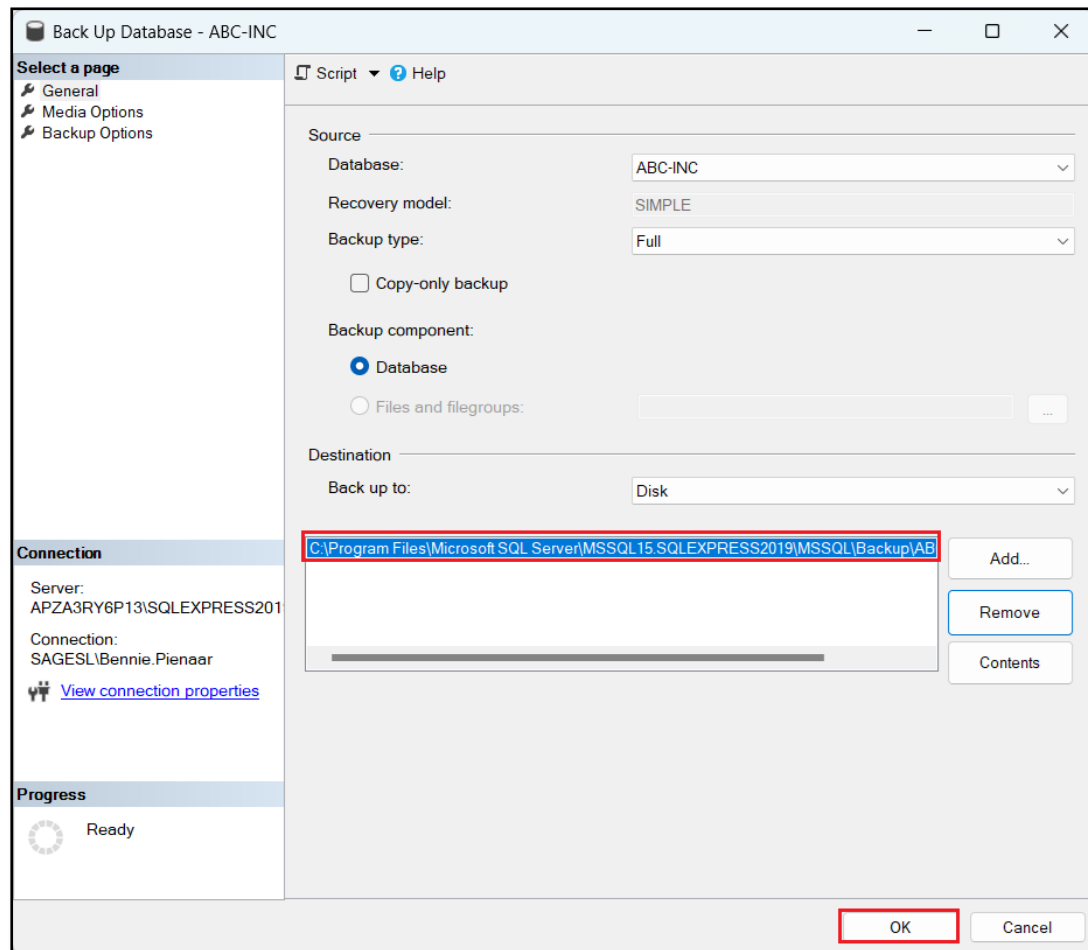 Back Up Database - ABC-INC
Select a page
General
Media Options
Backup Options
Script
Help
Source
Database:
ABC-INC
Recovery model:
SIMPLE
Backup type:
Full
Copy-only backup
Backup component:
Database
Files and filegroups:
...
Destination
Back up to:
Disk
C:\Program Files\Microsoft SQL Server\MSSQL15.SQLEXPRESS2019\MSSQL\Backup\AB
Add...
Remove
Contents
Connection
Server:
APZA3RY6P13\SQLEXPRESS201
Connection:
SAGESL\Bennie.Pienaar
View connection properties
Progress
Ready
OK
Cancel